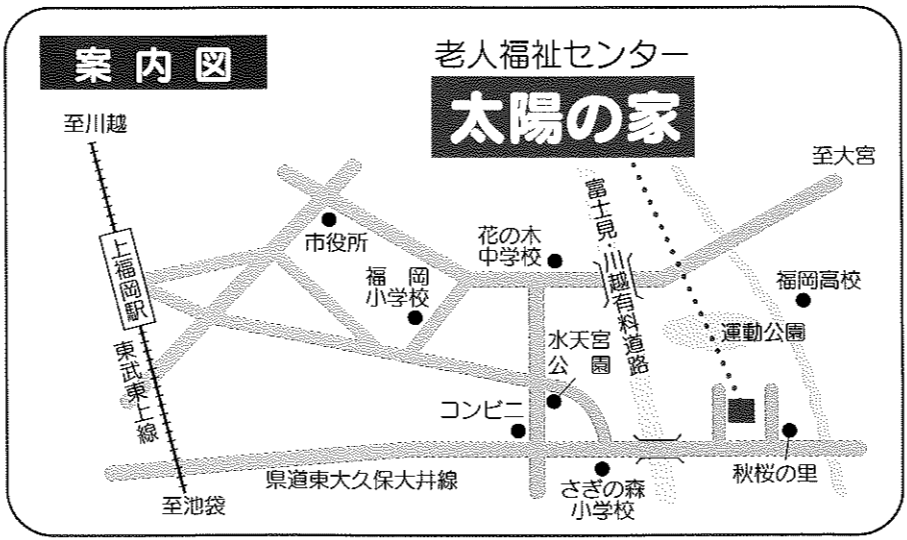 案内図
老人福祉センター
太陽の家
至川越
至大宮
市役所
花の木
中学校
富士見・川越有料道路
上福岡駅
福岡
小学校
福岡高校
運動公園
水天宮
公園
東武東上線
コンビニ
県道東大久保大井線
秋桜の里
至池袋
さぎの森
小学校